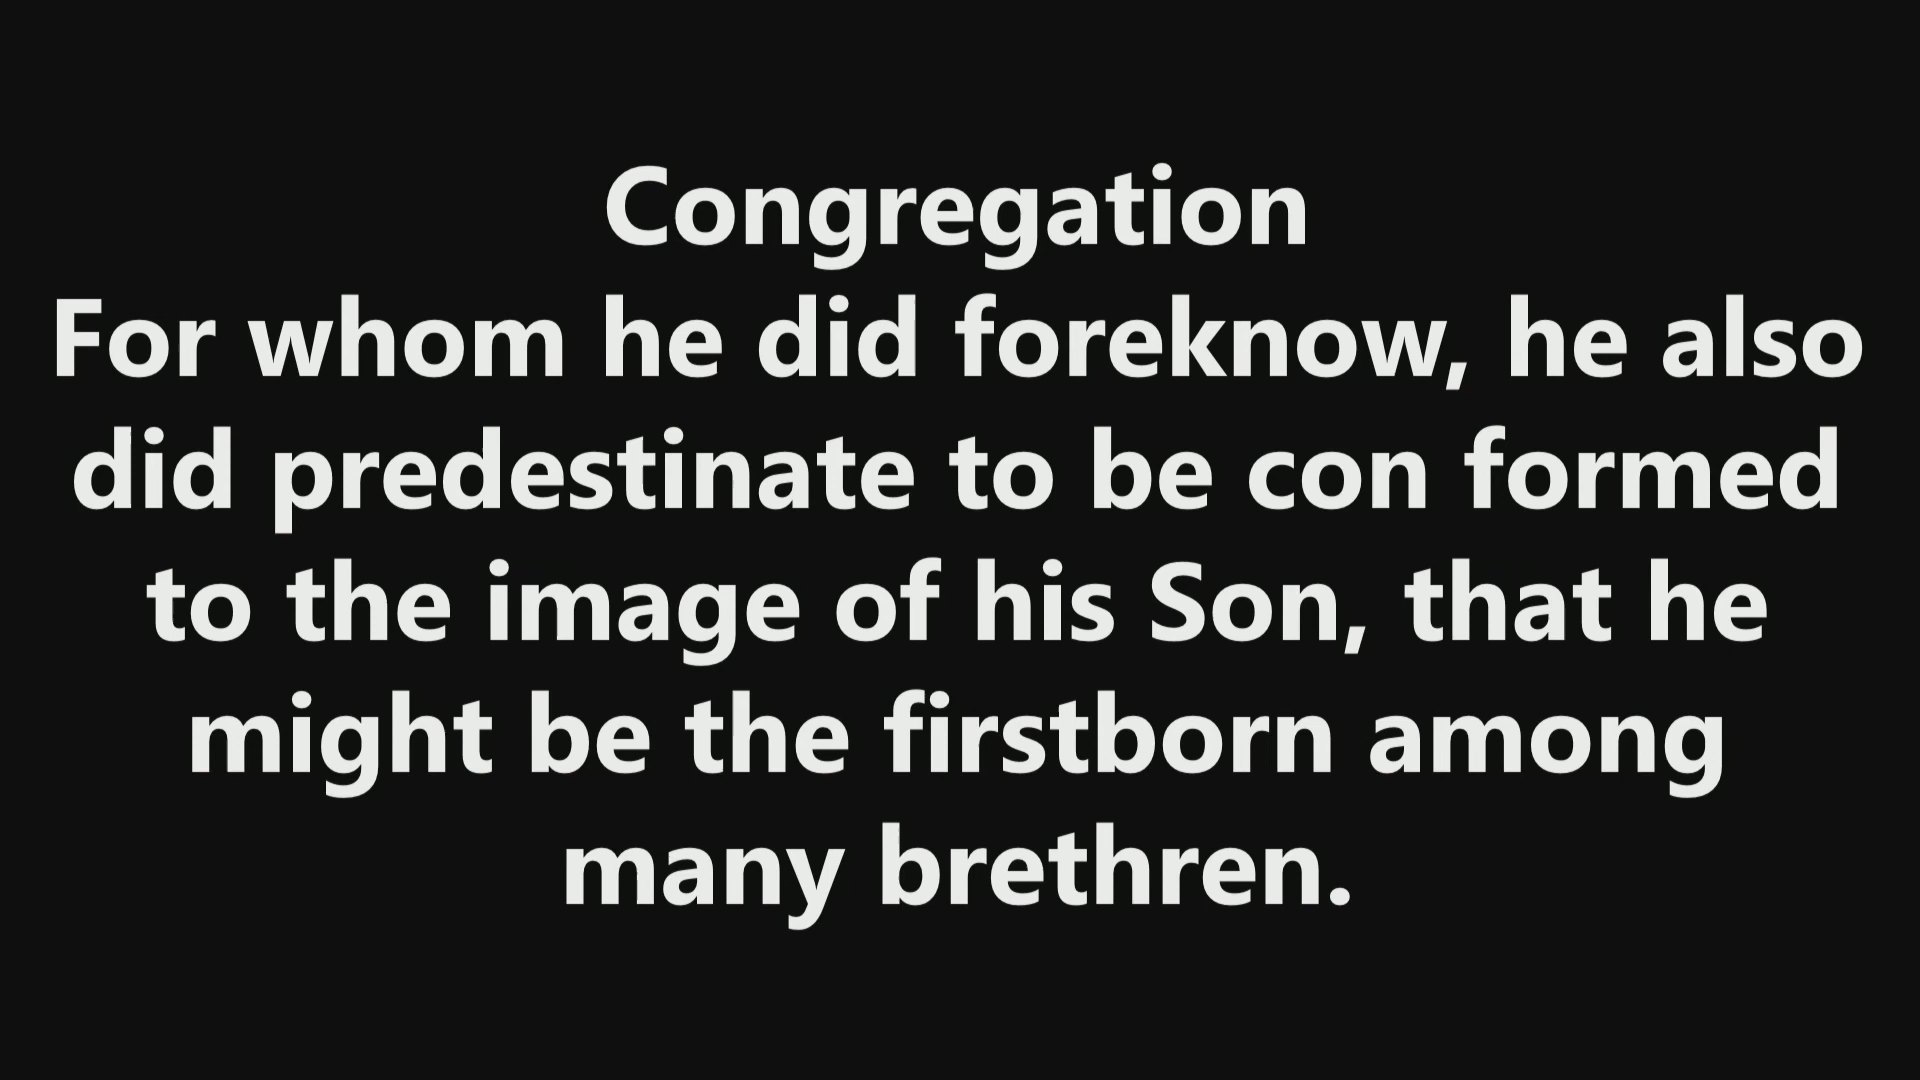 Congregation
For whom he did foreknow, he also
did predestinate to be con formed
to the image of his Son, that he
might be the firstborn among
many brethren.